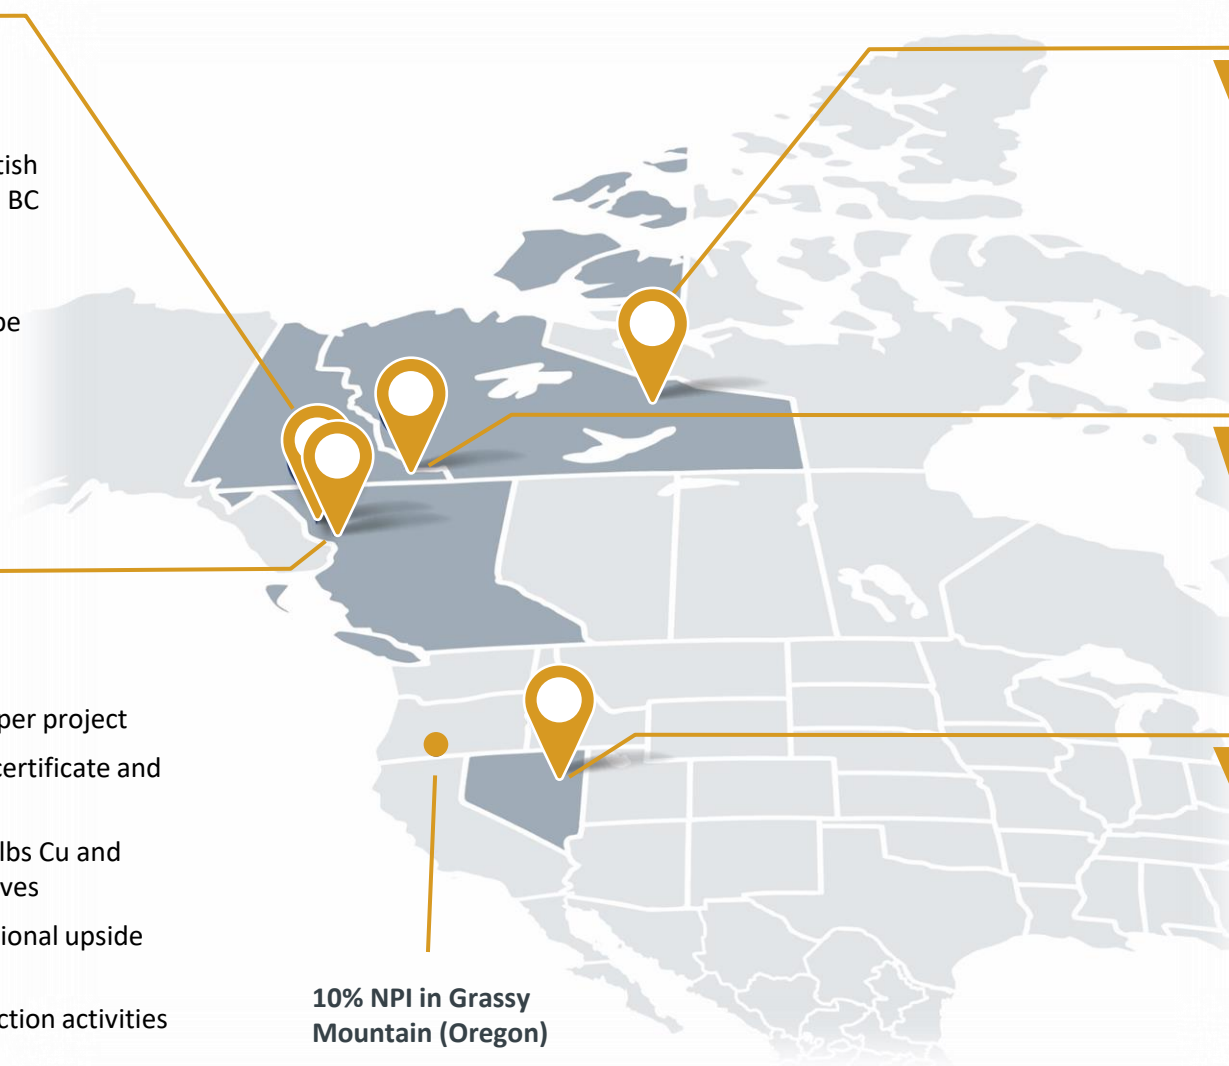 tish
BC
be
per project
certificate and
lbs Cu and
ves
ional upside
ction activities
10% NPI in Grassy
Mountain (Oregon)